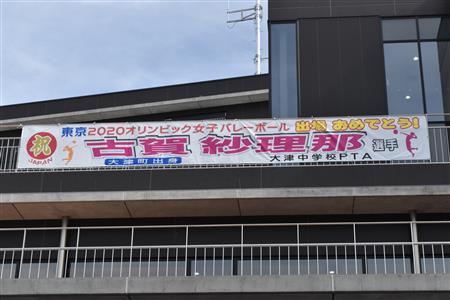 祝
JAPAN
東京2020オリンピック女子バレーボール 出場 おめでとう!
古賀 紗理那 選手
大津町出身
大津中学校PTA